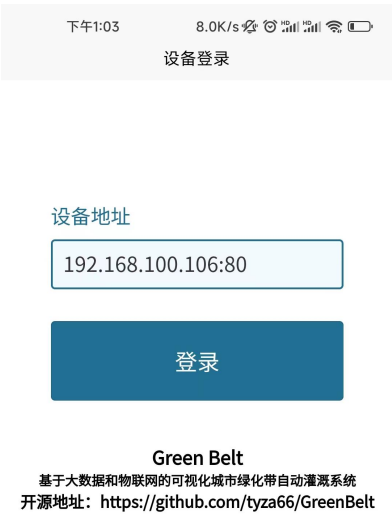 下午1:03 8.0K/s HD HD
设备登录
设备地址
192.168.100.106:80
登录
Green Belt
基于大数据和物联网的可视化城市绿化带自动灌溉系统
开源地址：https://github.com/tyza66/GreenBelt